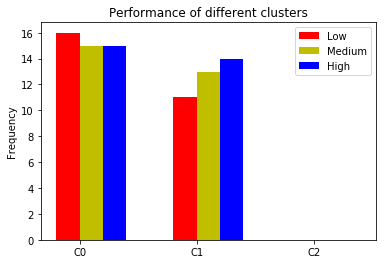 Performance of different clusters
Frequency
16
14
12
10
8
6
4
2
0
Low
Medium
High
C0
C1
C2